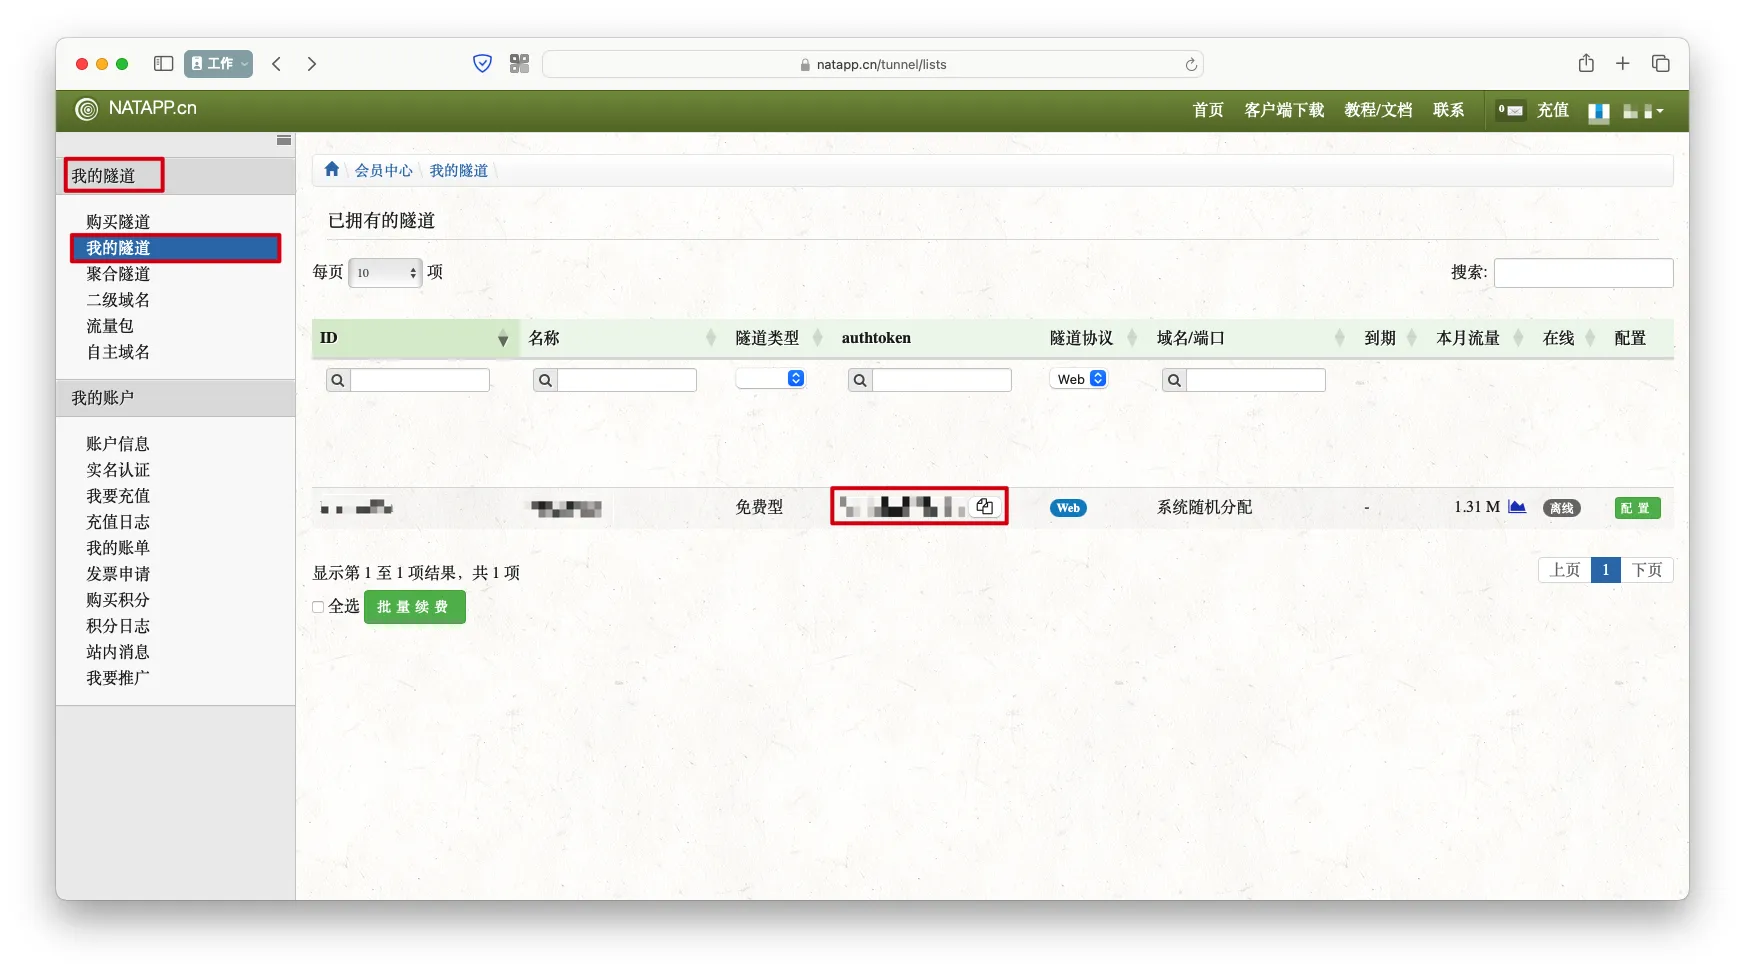 工作
natapp.cn/tunnel/lists
NATAPP.cn
首页 客户端下载 教程/文档 联系 0 充值
我的隧道
购买隧道
我的隧道
聚合隧道
二级域名
流量包
自主域名
我的账户
账户信息
实名认证
我要充值
充值日志
我的账单
发票申请
购买积分
积分日志
站内消息
我要推广
会员中心 \ 我的隧道 \
已拥有的隧道
每页 10 项
搜索:
ID 名称 隧道类型 authtoken 隧道协议 域名/端口 到期 本月流量 在线 配置
Web
免费型 Web 系统随机分配 - 1.31 M 离线 配置
显示第 1 至 1 项结果，共 1 项
上页 1 下页
全选 批量续费